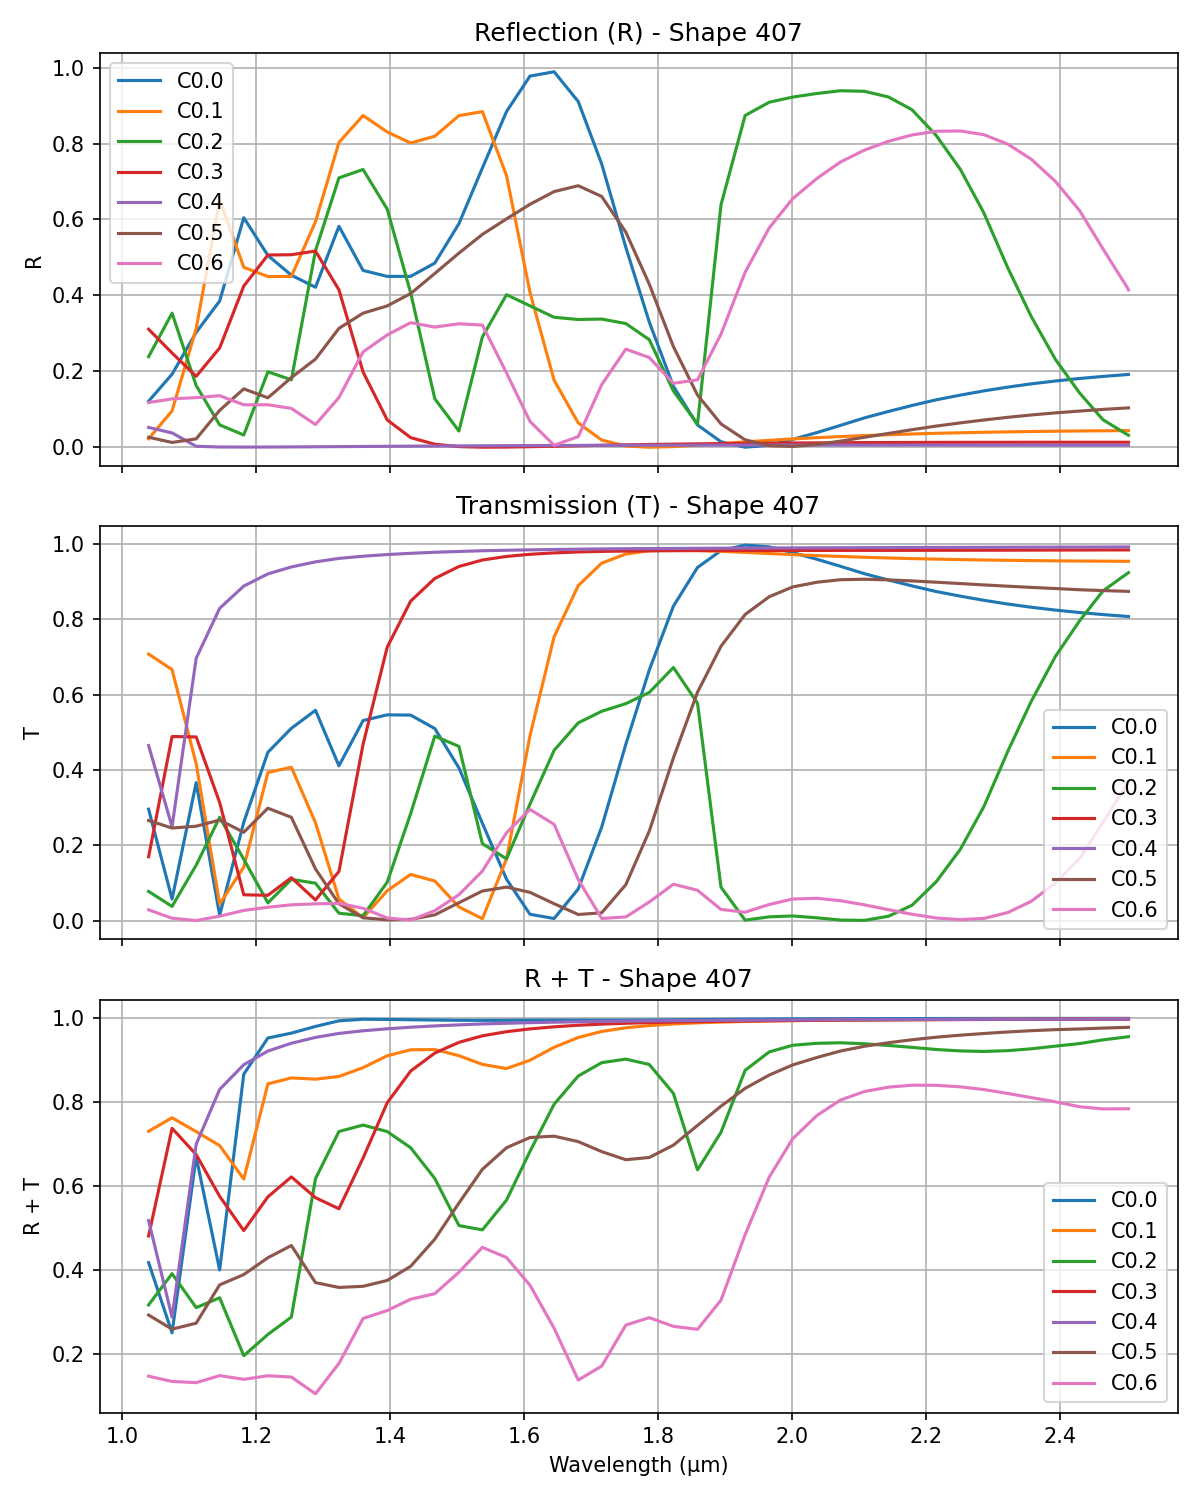 Reflection (R) - Shape 407
1.0
0.8
0.6
0.4
0.2
0.0
R
C0.0
C0.1
C0.2
C0.3
C0.4
C0.5
C0.6
Transmission (T) - Shape 407
1.0
0.8
0.6
0.4
0.2
0.0
T
C0.0
C0.1
C0.2
C0.3
C0.4
C0.5
C0.6
R + T - Shape 407
1.0
0.8
0.6
0.4
0.2
R + T
C0.0
C0.1
C0.2
C0.3
C0.4
C0.5
C0.6
1.0 1.2 1.4 1.6 1.8 2.0 2.2 2.4
Wavelength (µm)